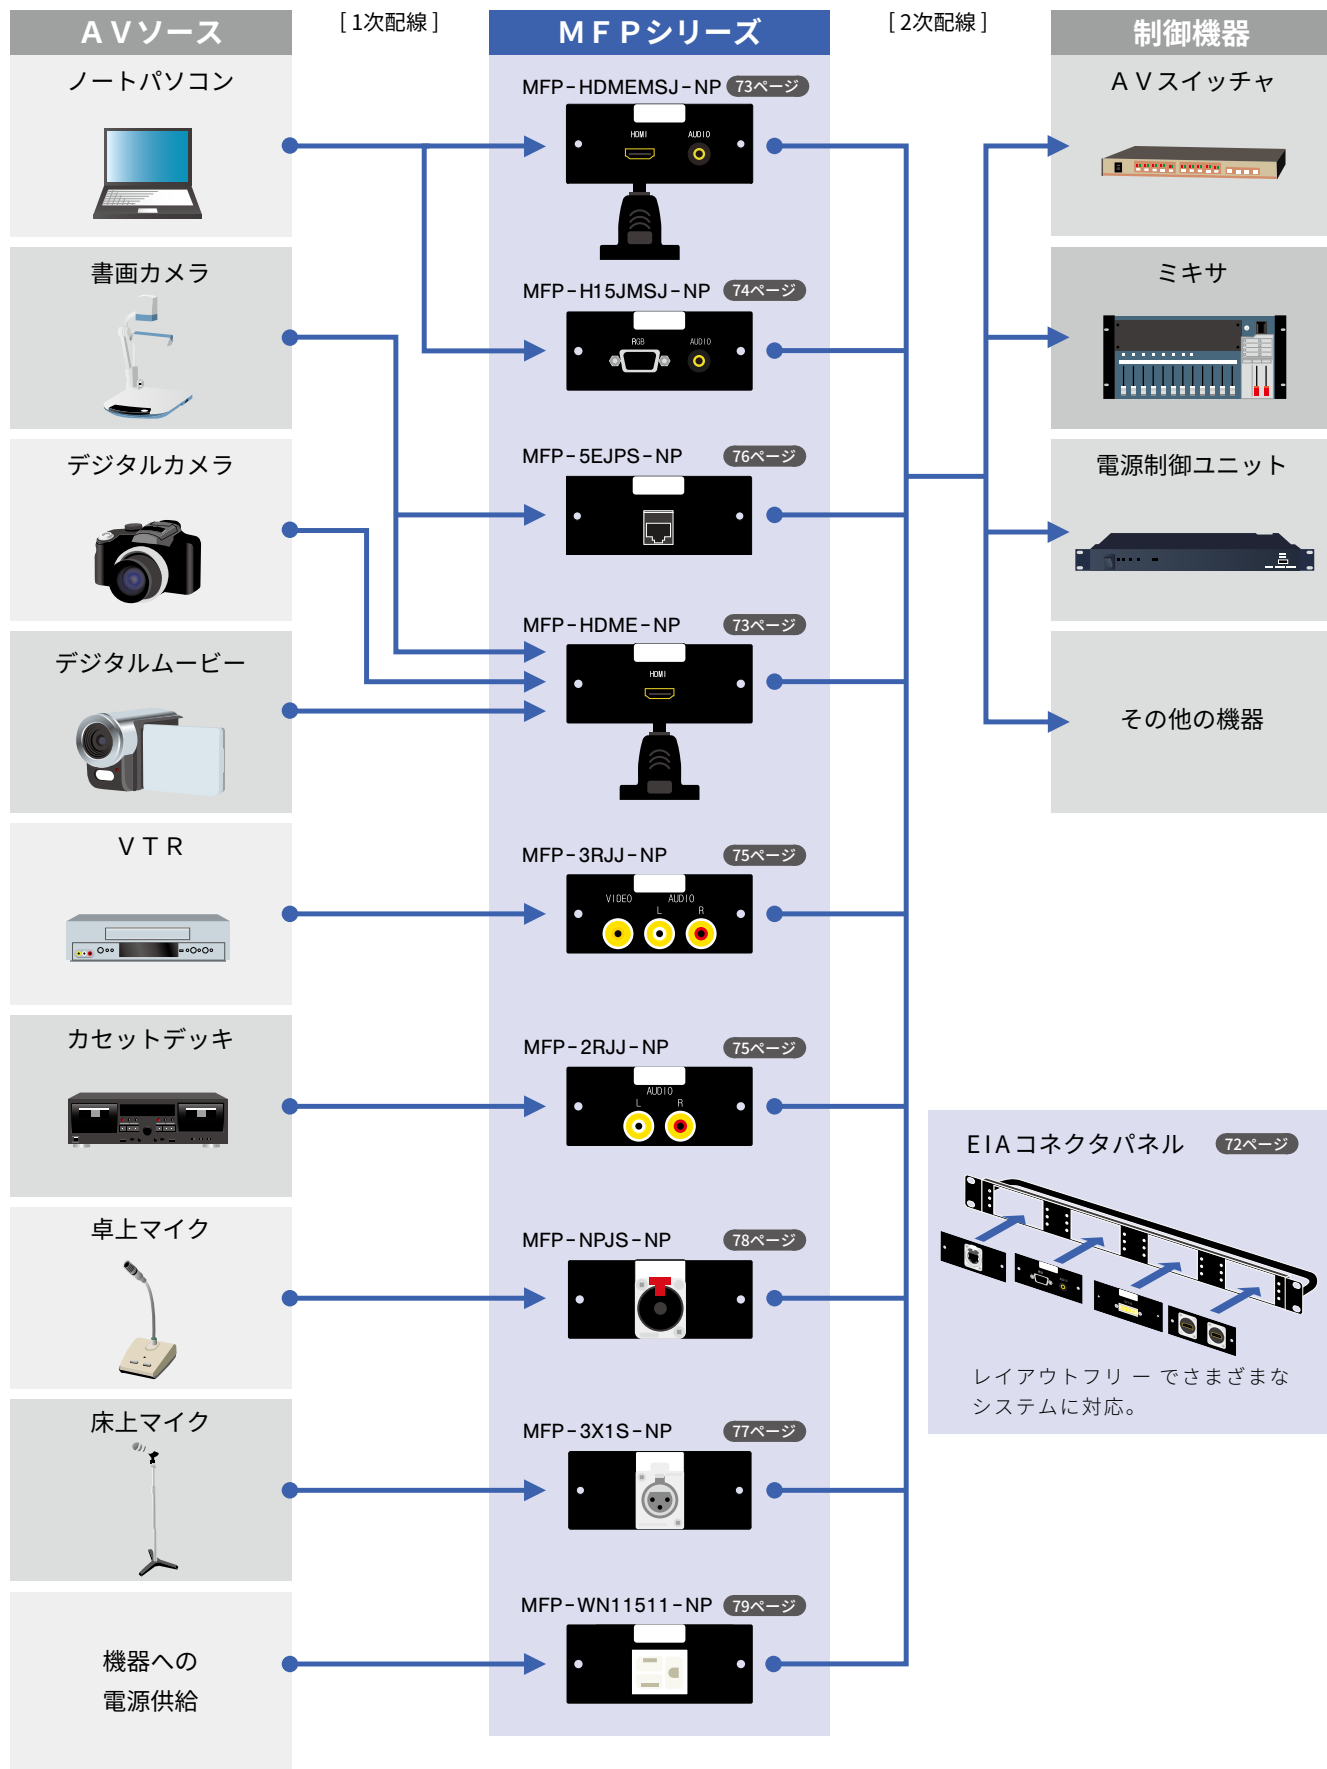 AVソース
[ 1次配線 ]
MFPシリーズ
[ 2次配線 ]
制御機器
ノートパソコン
書画カメラ
デジタルカメラ
デジタルムービー
VTR
カセットデッキ
卓上マイク
床上マイク
機器への
電源供給
MFP-HDMEMSJ-NP 73ページ
HDMI AUDIO
MFP-H15JMSJ-NP 74ページ
RGB AUDIO
MFP-5EJPS-NP 76ページ
MFP-HDME-NP 73ページ
HDMI
MFP-3RJJ-NP 75ページ
VIDEO AUDIO
L R
MFP-2RJJ-NP 75ページ
AUDIO
L R
MFP-NPJS-NP 78ページ
MFP-3X1S-NP 77ページ
MFP-WN11511-NP 79ページ
AVスイッチャ
ミキサ
電源制御ユニット
その他の機器
EIAコネクタパネル 72ページ
レイアウトフリーでさまざまな
システムに対応。